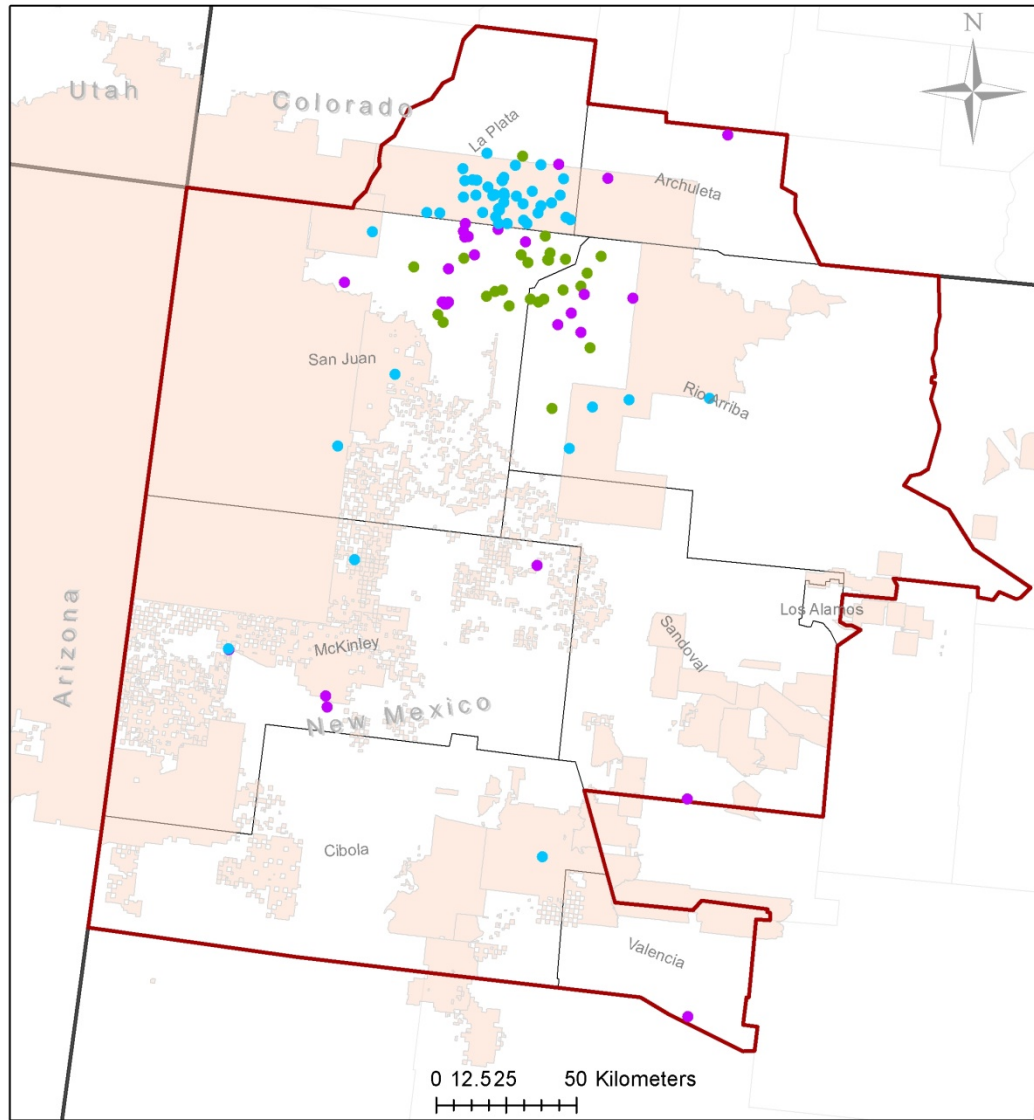 N
Utah
Colorado
La Plata
Archuleta
San Juan
Rio Arriba
Arizona
Los Alamos
McKinley
Sandoval
New Mexico
Cibola
Valencia
0 12.525 50 Kilometers